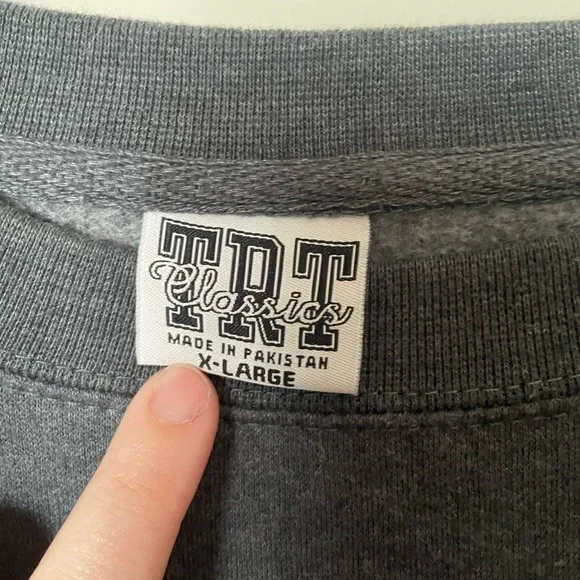 TRT
Classics
MADE IN PAKISTAN
X-LARGE